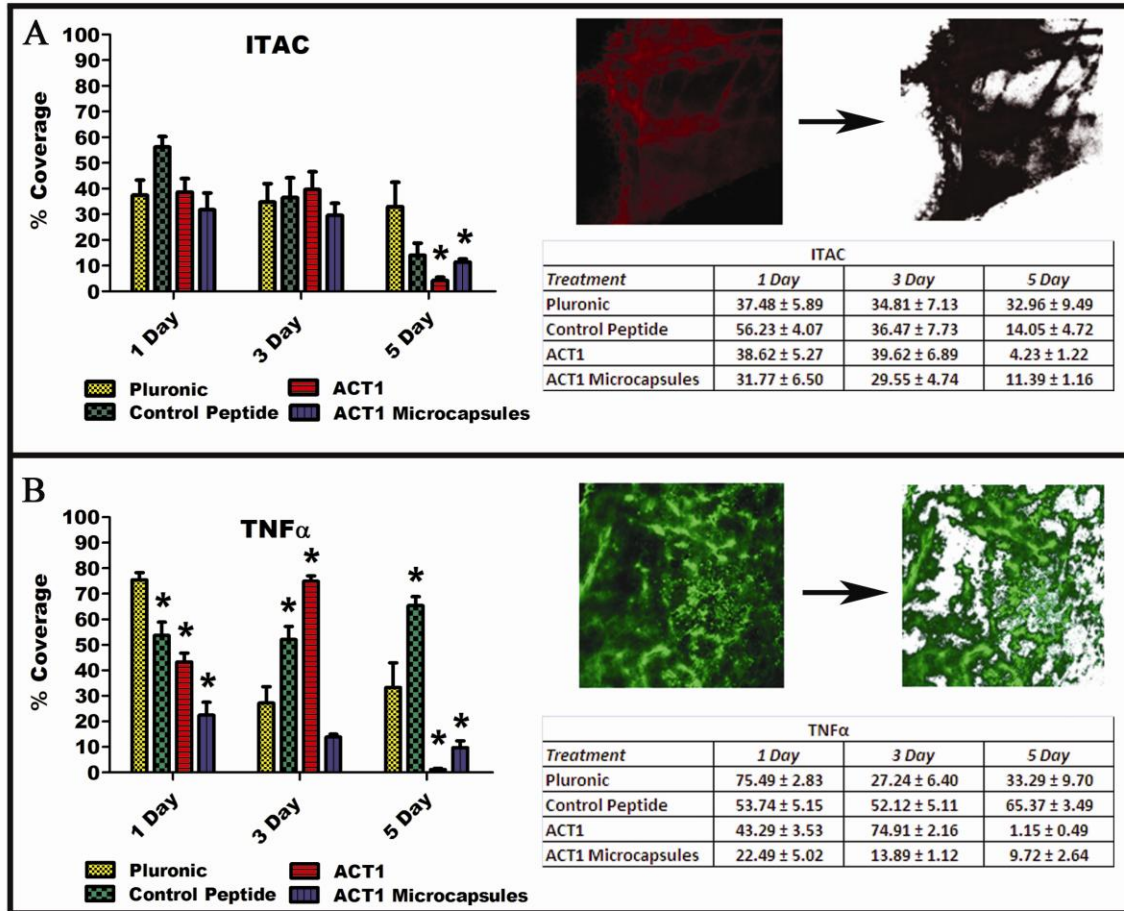 A
ITAC
% Coverage
100
90
80
70
60
50
40
30
20
10
0
*
*
1 Day
3 Day
5 Day
Pluronic
ACT1
Control Peptide
ACT1 Microcapsules
ITAC
Treatment 1 Day 3 Day 5 Day
Pluronic 37.48 ± 5.89 34.81 ± 7.13 32.96 ± 9.49
Control Peptide 56.23 ± 4.07 36.47 ± 7.73 14.05 ± 4.72
ACT1 38.62 ± 5.27 39.62 ± 6.89 4.23 ± 1.22
ACT1 Microcapsules 31.77 ± 6.50 29.55 ± 4.74 11.39 ± 1.16
B
TNFα
% Coverage
100
90
80
70
60
50
40
30
20
10
0
*
*
*
*
*
*
*
*
1 Day
3 Day
5 Day
Pluronic
ACT1
Control Peptide
ACT1 Microcapsules
TNFα
Treatment 1 Day 3 Day 5 Day
Pluronic 75.49 ± 2.83 27.24 ± 6.40 33.29 ± 9.70
Control Peptide 53.74 ± 5.15 52.12 ± 5.11 65.37 ± 3.49
ACT1 43.29 ± 3.53 74.91 ± 2.16 1.15 ± 0.49
ACT1 Microcapsules 22.49 ± 5.02 13.89 ± 1.12 9.72 ± 2.64